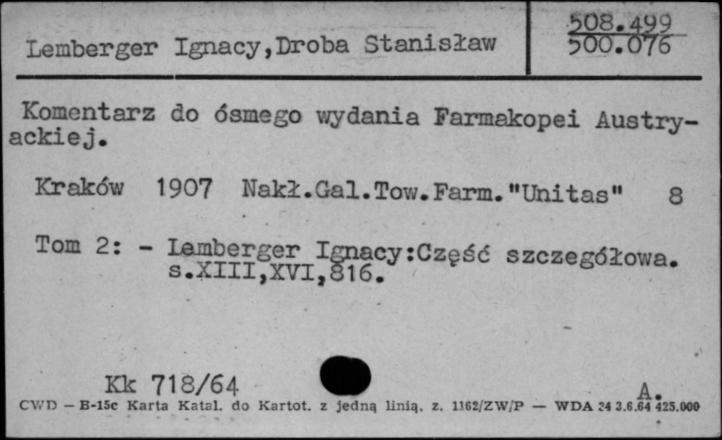 508.499
Lemberger Ignacy,Droba Stanisław 500.076
Komentarz do ósmego wydania Farmakopei Austry-
ackiej.
Kraków 1907 Nakł.Gal.Tow.Farm."Unitas" 8
Tom 2: - Lemberger Ignacy:Część szczegółowa.
s.XIII,XVI,816.
Kk 718/64 A.
CWD — B-15c Karta Katal. do Kartot. z jedną linią. z. 1162/ZW/P — WDA 24 3.6.64 425.000